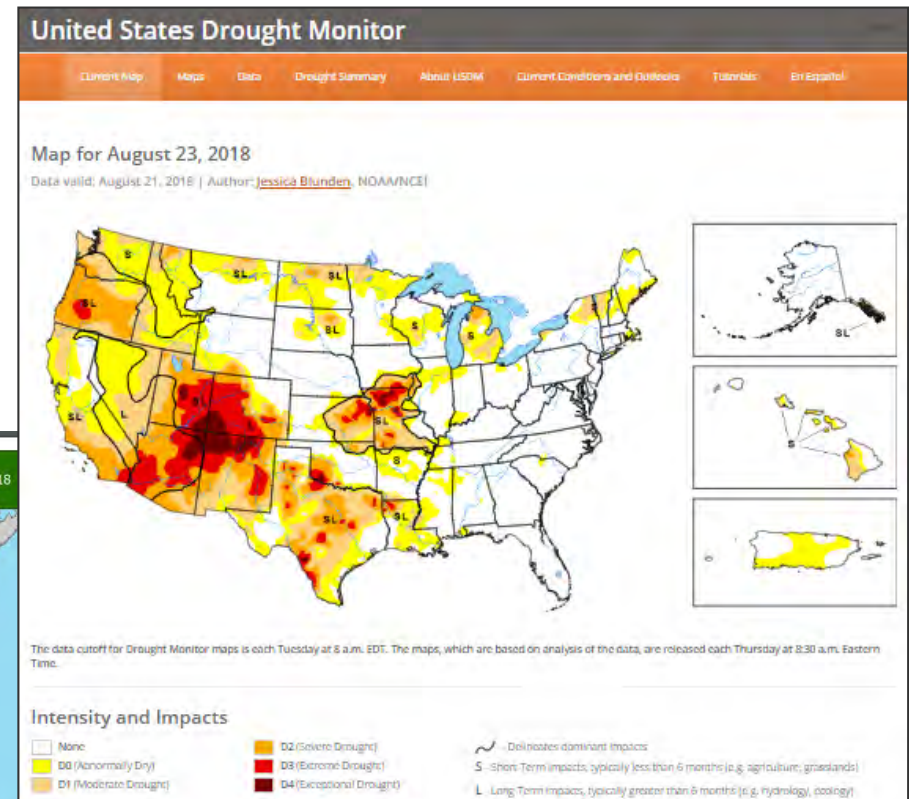 United States Drought Monitor
Current Map Maps Data Drought Summary About USDM Current Conditions and Outlooks Tutorials En Español
Map for August 23, 2018
Data valid: August 21, 2018 | Author: Jessica Blunden, NOAA/NCEI
S
SL
SL
SL
SL
S
S
S
SL
L
SL
SL
SL
S
SL
SL
SL
S
18
The data cutoff for Drought Monitor maps is each Tuesday at 8 a.m. EDT. The maps, which are based on analysis of the data, are released each Thursday at 8:30 a.m. Eastern
Time.
Intensity and Impacts
None
D0 (Abnormally Dry)
D1 (Moderate Drought)
D2 (Severe Drought)
D3 (Extreme Drought)
D4 (Exceptional Drought)
- Delineates dominant impacts
S - Short-Term impacts, typically less than 6 months (e.g. agriculture, grasslands)
L - Long-Term impacts, typically greater than 6 months (e.g. hydrology, ecology)